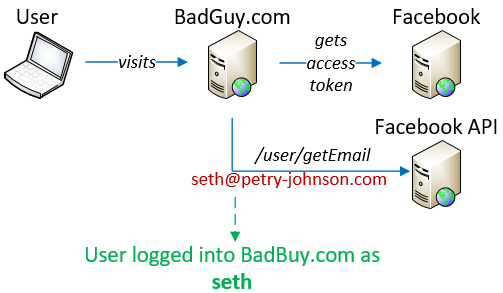 User
BadGuy.com
Facebook
visits
gets
access
token
Facebook API
/user/getEmail
seth@petry-johnson.com
User logged into BadBuy.com as
seth